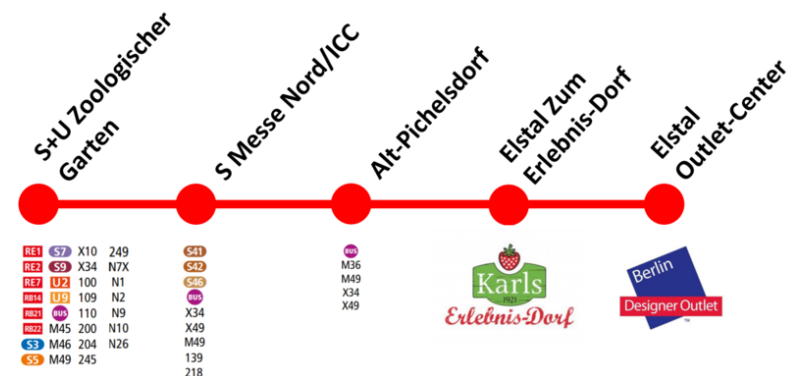 S+U Zoologischer
Garten
S Messe Nord/ICC
Alt-Pichelsdorf
Elstal Zum
Erlebnis-Dorf
Elstal
Outlet-Center
RE1 S7 X10 249
RE2 S9 X34 N7X
RE7 U2 100 N1
RB14 U9 109 N2
RB21 BUS 110 N9
RB22 M45 200 N10
S3 M46 204 N26
S5 M49 245
S41
S42
S46
BUS
X34
X49
M49
139
218
BUS
M36
M49
X34
X49
Karls
1921
Erlebnis-Dorf
Berlin
Designer Outlet
TM